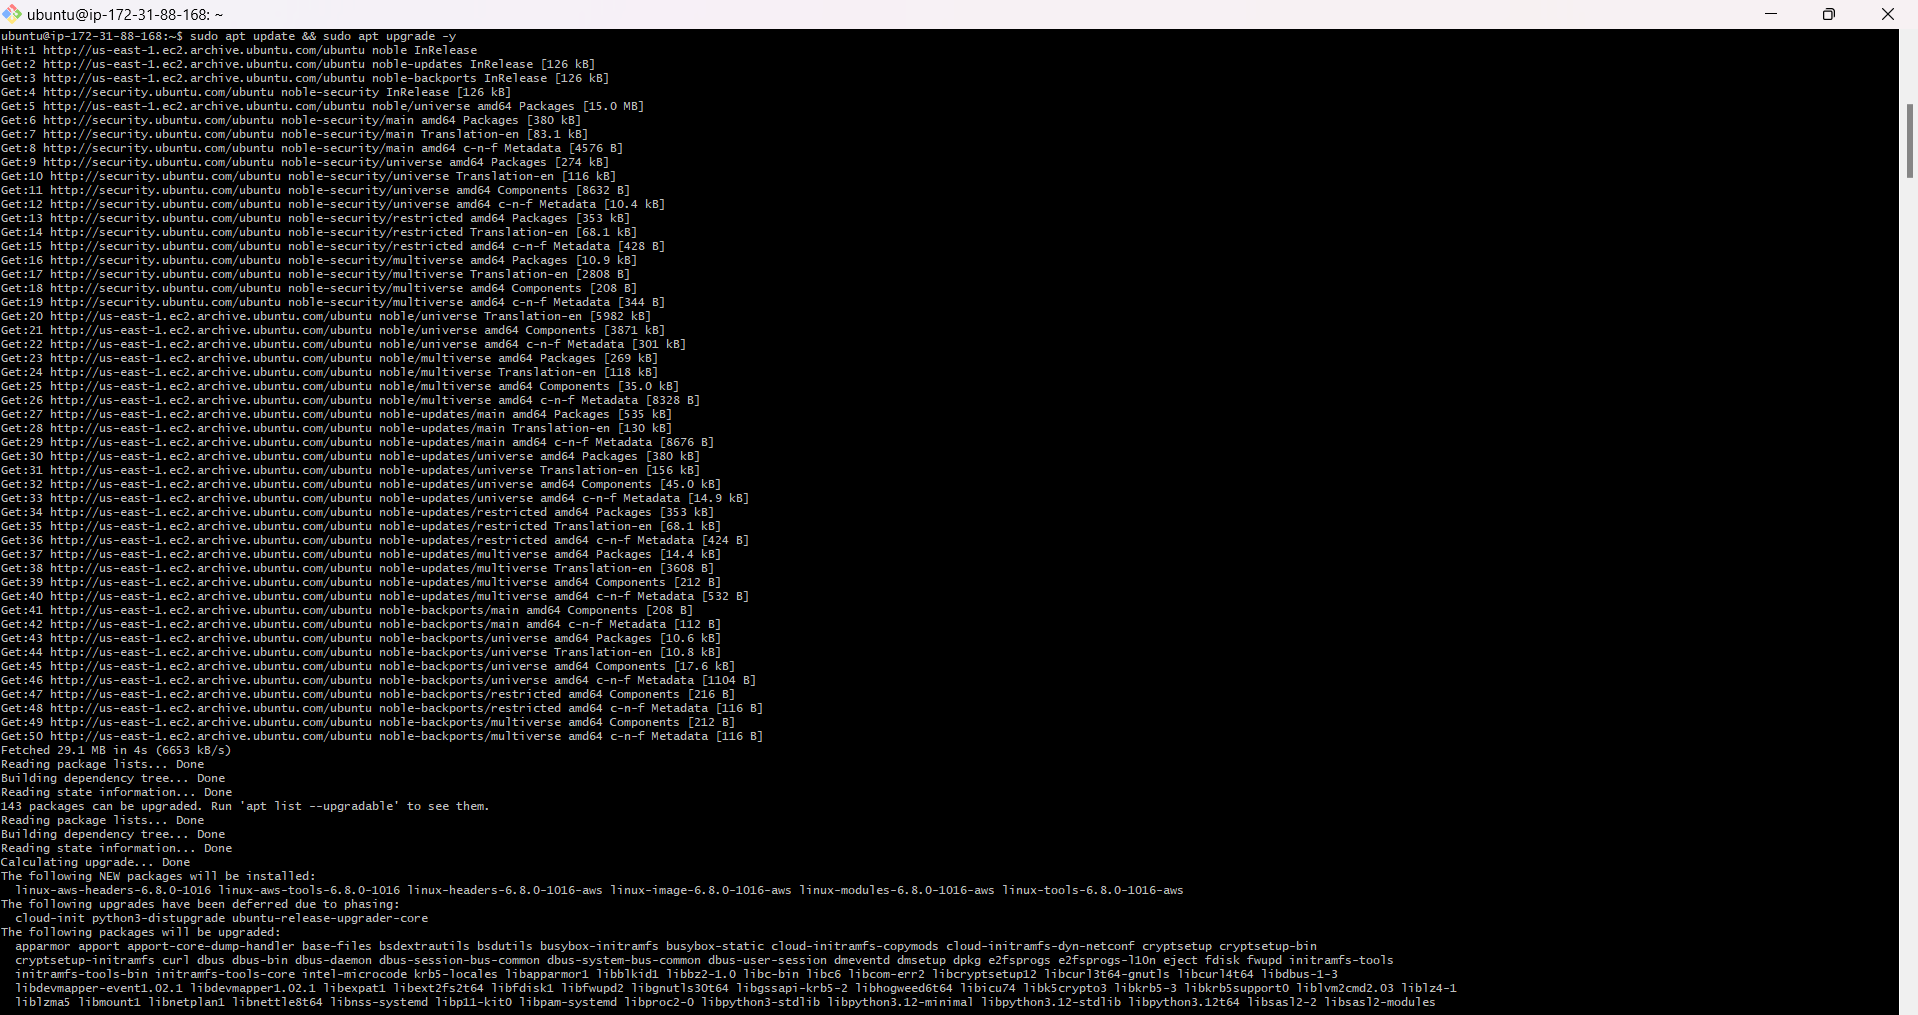 ubuntu@ip-172-31-88-168: ~
ubuntu@ip-172-31-88-168:~$ sudo apt update && sudo apt upgrade -y
Hit:1 http://us-east-1.ec2.archive.ubuntu.com/ubuntu noble InRelease
Get:2 http://us-east-1.ec2.archive.ubuntu.com/ubuntu noble-updates InRelease [126 kB]
Get:3 http://us-east-1.ec2.archive.ubuntu.com/ubuntu noble-backports InRelease [126 kB]
Get:4 http://security.ubuntu.com/ubuntu noble-security InRelease [126 kB]
Get:5 http://us-east-1.ec2.archive.ubuntu.com/ubuntu noble/universe amd64 Packages [15.0 MB]
Get:6 http://security.ubuntu.com/ubuntu noble-security/main amd64 Packages [380 kB]
Get:7 http://security.ubuntu.com/ubuntu noble-security/main Translation-en [83.1 kB]
Get:8 http://security.ubuntu.com/ubuntu noble-security/main amd64 c-n-f Metadata [4576 B]
Get:9 http://security.ubuntu.com/ubuntu noble-security/universe amd64 Packages [274 kB]
Get:10 http://security.ubuntu.com/ubuntu noble-security/universe Translation-en [116 kB]
Get:11 http://security.ubuntu.com/ubuntu noble-security/universe amd64 Components [8632 B]
Get:12 http://security.ubuntu.com/ubuntu noble-security/universe amd64 c-n-f Metadata [10.4 kB]
Get:13 http://security.ubuntu.com/ubuntu noble-security/restricted amd64 Packages [353 kB]
Get:14 http://security.ubuntu.com/ubuntu noble-security/restricted Translation-en [68.1 kB]
Get:15 http://security.ubuntu.com/ubuntu noble-security/restricted amd64 c-n-f Metadata [428 B]
Get:16 http://security.ubuntu.com/ubuntu noble-security/multiverse amd64 Packages [10.9 kB]
Get:17 http://security.ubuntu.com/ubuntu noble-security/multiverse Translation-en [2808 B]
Get:18 http://security.ubuntu.com/ubuntu noble-security/multiverse amd64 Components [208 B]
Get:19 http://security.ubuntu.com/ubuntu noble-security/multiverse amd64 c-n-f Metadata [344 B]
Get:20 http://us-east-1.ec2.archive.ubuntu.com/ubuntu noble/universe Translation-en [5982 kB]
Get:21 http://us-east-1.ec2.archive.ubuntu.com/ubuntu noble/universe amd64 Components [3871 kB]
Get:22 http://us-east-1.ec2.archive.ubuntu.com/ubuntu noble/universe amd64 c-n-f Metadata [301 kB]
Get:23 http://us-east-1.ec2.archive.ubuntu.com/ubuntu noble/multiverse amd64 Packages [269 kB]
Get:24 http://us-east-1.ec2.archive.ubuntu.com/ubuntu noble/multiverse Translation-en [118 kB]
Get:25 http://us-east-1.ec2.archive.ubuntu.com/ubuntu noble/multiverse amd64 Components [35.0 kB]
Get:26 http://us-east-1.ec2.archive.ubuntu.com/ubuntu noble/multiverse amd64 c-n-f Metadata [8328 B]
Get:27 http://us-east-1.ec2.archive.ubuntu.com/ubuntu noble-updates/main amd64 Packages [535 kB]
Get:28 http://us-east-1.ec2.archive.ubuntu.com/ubuntu noble-updates/main Translation-en [130 kB]
Get:29 http://us-east-1.ec2.archive.ubuntu.com/ubuntu noble-updates/main amd64 c-n-f Metadata [8676 B]
Get:30 http://us-east-1.ec2.archive.ubuntu.com/ubuntu noble-updates/universe amd64 Packages [380 kB]
Get:31 http://us-east-1.ec2.archive.ubuntu.com/ubuntu noble-updates/universe Translation-en [156 kB]
Get:32 http://us-east-1.ec2.archive.ubuntu.com/ubuntu noble-updates/universe amd64 Components [45.0 kB]
Get:33 http://us-east-1.ec2.archive.ubuntu.com/ubuntu noble-updates/universe amd64 c-n-f Metadata [14.9 kB]
Get:34 http://us-east-1.ec2.archive.ubuntu.com/ubuntu noble-updates/restricted amd64 Packages [353 kB]
Get:35 http://us-east-1.ec2.archive.ubuntu.com/ubuntu noble-updates/restricted Translation-en [68.1 kB]
Get:36 http://us-east-1.ec2.archive.ubuntu.com/ubuntu noble-updates/restricted amd64 c-n-f Metadata [424 B]
Get:37 http://us-east-1.ec2.archive.ubuntu.com/ubuntu noble-updates/multiverse amd64 Packages [14.4 kB]
Get:38 http://us-east-1.ec2.archive.ubuntu.com/ubuntu noble-updates/multiverse Translation-en [3608 B]
Get:39 http://us-east-1.ec2.archive.ubuntu.com/ubuntu noble-updates/multiverse amd64 Components [212 B]
Get:40 http://us-east-1.ec2.archive.ubuntu.com/ubuntu noble-updates/multiverse amd64 c-n-f Metadata [532 B]
Get:41 http://us-east-1.ec2.archive.ubuntu.com/ubuntu noble-backports/main amd64 Components [208 B]
Get:42 http://us-east-1.ec2.archive.ubuntu.com/ubuntu noble-backports/main amd64 c-n-f Metadata [112 B]
Get:43 http://us-east-1.ec2.archive.ubuntu.com/ubuntu noble-backports/universe amd64 Packages [10.6 kB]
Get:44 http://us-east-1.ec2.archive.ubuntu.com/ubuntu noble-backports/universe Translation-en [10.8 kB]
Get:45 http://us-east-1.ec2.archive.ubuntu.com/ubuntu noble-backports/universe amd64 Components [17.6 kB]
Get:46 http://us-east-1.ec2.archive.ubuntu.com/ubuntu noble-backports/universe amd64 c-n-f Metadata [1104 B]
Get:47 http://us-east-1.ec2.archive.ubuntu.com/ubuntu noble-backports/restricted amd64 Components [216 B]
Get:48 http://us-east-1.ec2.archive.ubuntu.com/ubuntu noble-backports/restricted amd64 c-n-f Metadata [116 B]
Get:49 http://us-east-1.ec2.archive.ubuntu.com/ubuntu noble-backports/multiverse amd64 Components [212 B]
Get:50 http://us-east-1.ec2.archive.ubuntu.com/ubuntu noble-backports/multiverse amd64 c-n-f Metadata [116 B]
Fetched 29.1 MB in 4s (6653 kB/s)
Reading package lists... Done
Building dependency tree... Done
Reading state information... Done
143 packages can be upgraded. Run 'apt list --upgradable' to see them.
Reading package lists... Done
Building dependency tree... Done
Reading state information... Done
Calculating upgrade... Done
The following NEW packages will be installed:
linux-aws-headers-6.8.0-1016 linux-aws-tools-6.8.0-1016 linux-headers-6.8.0-1016-aws linux-image-6.8.0-1016-aws linux-modules-6.8.0-1016-aws linux-tools-6.8.0-1016-aws
The following upgrades have been deferred due to phasing:
cloud-init python3-distupgrade ubuntu-release-upgrader-core
The following packages will be upgraded:
apparmor apport apport-core-dump-handler base-files bsdextrautils bsdutils busybox-initramfs busybox-static cloud-initramfs-copymods cloud-initramfs-dyn-netconf cryptsetup cryptsetup-bin
cryptsetup-initramfs curl dbus dbus-bin dbus-daemon dbus-session-bus-common dbus-system-bus-common dbus-user-session dmeventd dmsetup dpkg e2fsprogs e2fsprogs-l10n eject fdisk fwupd initramfs-tools
initramfs-tools-bin initramfs-tools-core intel-microcode krb5-locales libapparmor1 libblkid1 libbz2-1.0 libc-bin libc6 libcom-err2 libcryptsetup12 libcurl3t64-gnutls libcurl4t64 libdbus-1-3
libdevmapper-event1.02.1 libdevmapper1.02.1 libexpat1 libext2fs2t64 libfdisk1 libfwupd2 libgnutls30t64 libgssapi-krb5-2 libhogweed6t64 libicu74 libk5crypto3 libkrb5-3 libkrb5support0 liblvm2cmd2.03 liblz4-1
liblzma5 libmount1 libnetplan1 libnettle8t64 libnss-systemd libp11-kit0 libpam-systemd libproc2-0 libpython3-stdlib libpython3.12-minimal libpython3.12-stdlib libpython3.12t64 libsasl2-2 libsasl2-modules